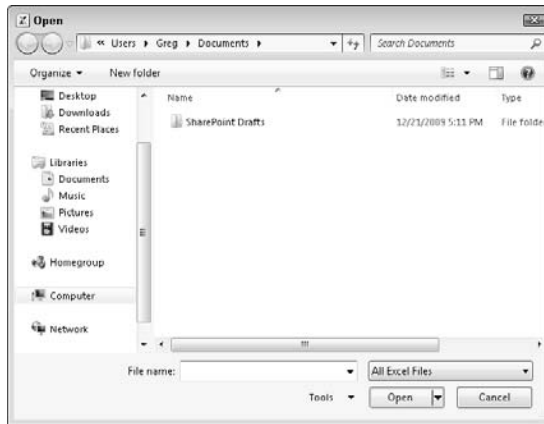 Open
« Users Greg Documents
Search Documents
Organize
New folder
Desktop
Downloads
Recent Places
Libraries
Documents
Music
Pictures
Videos
Homegroup
Computer
Network
Name Date modified Type
SharePoint Drafts 12/21/2009 5:11 PM File folde
File name:
All Excel Files
Tools
Open
Cancel